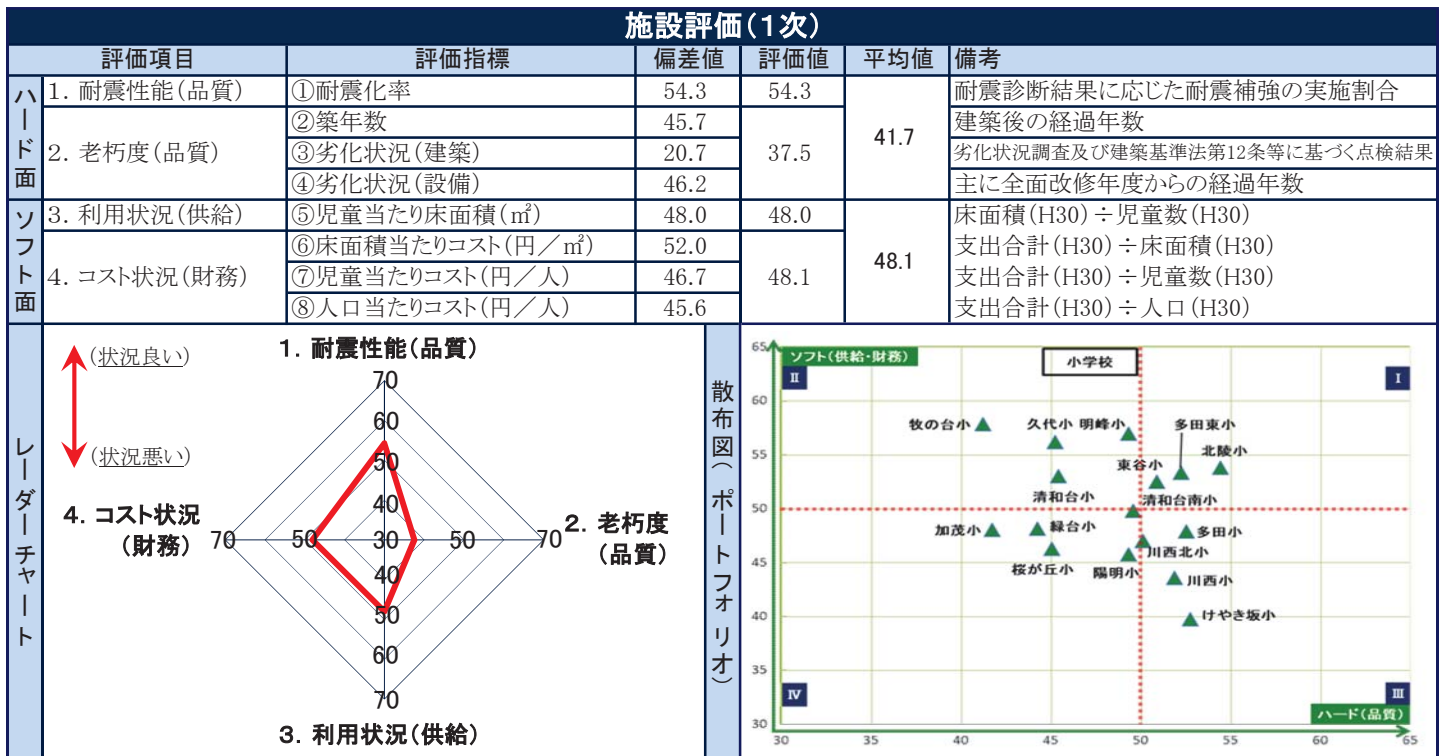 施設評価(1次)
評価項目 評価指標 偏差値 評価値 平均値 備考
ハード面
1. 耐震性能(品質) ①耐震化率 54.3 54.3 41.7 耐震診断結果に応じた耐震補強の実施割合
2. 老朽度(品質) ②築年数 45.7 37.5 建築後の経過年数
③劣化状況(建築) 20.7 劣化状況調査及び建築基準法第12条等に基づく点検結果
④劣化状況(設備) 46.2 主に全面改修年度からの経過年数
ソフト面
3. 利用状況(供給) ⑤児童当たり床面積(㎡) 48.0 48.0 48.1 床面積(H30)÷児童数(H30)
4. コスト状況(財務) ⑥床面積当たりコスト(円/㎡) 52.0 48.1 支出合計(H30)÷床面積(H30)
⑦児童当たりコスト(円/人) 46.7 支出合計(H30)÷児童数(H30)
⑧人口当たりコスト(円/人) 45.6 支出合計(H30)÷人口(H30)
レーダーチャート
(状況良い)
(状況悪い)
1. 耐震性能(品質)
70
60
50
40
4. コスト状況
(財務)
70 50 30 50 70
2. 老朽度
(品質)
40
50
60
70
3. 利用状況(供給)
散布図(ポートフォリオ)
65
ソフト(供給・財務)
小学校
II
I
60
牧の台小
久代小 明峰小
多田東小
55
東谷小
北陵小
清和台小
清和台南小
50
加茂小
緑台小
多田小
45
桜が丘小
陽明小
川西北小
川西小
40
けやき坂小
35
IV
III
ハード(品質)
30
30 35 40 45 50 55 60 65